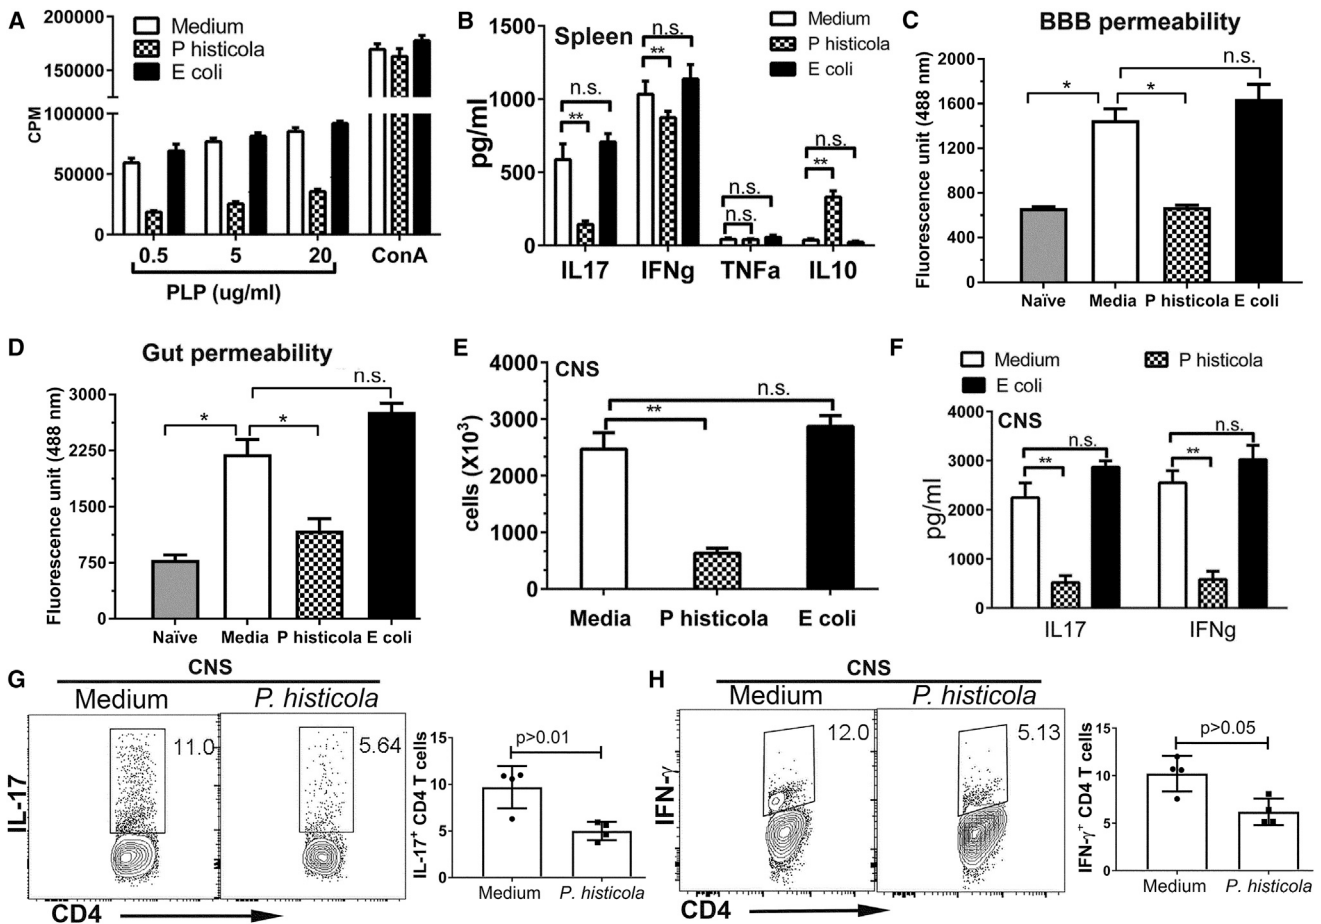 A
200000
150000
100000
50000
0
CPM
Medium
P histicola
E coli
0.5
5
20
ConA
PLP (ug/ml)
B
Spleen
1500
1000
500
0
pg/ml
Medium
P histicola
E coli
n.s.
**
n.s.
**
n.s.
n.s.
n.s.
**
IL17
IFNg
TNFa
IL10
C
BBB permeability
2000
1600
1200
800
400
0
Fluorescence unit (488 nm)
n.s.
*
*
Naïve
Media
P histicola
E coli
D
Gut permeability
3000
2250
1500
750
0
Fluorescence unit (488 nm)
n.s.
*
*
Naïve
Media
P histicola
E coli
E
CNS
4000
3000
2000
1000
0
cells (X10³)
n.s.
**
Media
P histicola
E coli
F
Medium
P histicola
E coli
CNS
4000
3000
2000
1000
0
pg/ml
n.s.
**
n.s.
**
IL17
IFNg
G
CNS
Medium
P. histicola
11.0
5.64
IL-17
CD4
15
10
5
0
IL-17⁺ CD4 T cells
p>0.01
Medium
P. histicola
H
CNS
Medium
P. histicola
12.0
5.13
IFN-γ
CD4
15
10
5
0
IFN-γ⁺ CD4 T cells
p>0.05
Medium
P. histicola